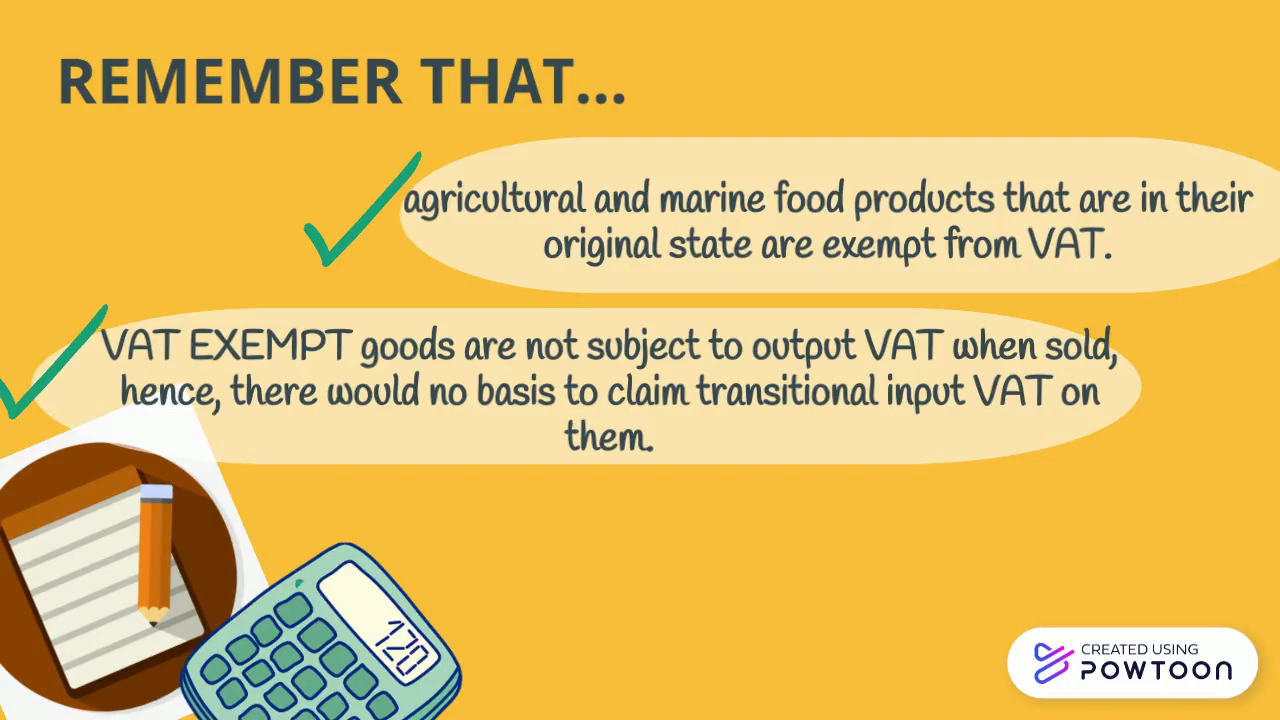 REMEMBER THAT...
agricultural and marine food products that are in their
original state are exempt from VAT.
VAT EXEMPT goods are not subject to output VAT when sold,
hence, there would no basis to claim transitional input VAT on
them.
120
CREATED USING
POWTOON